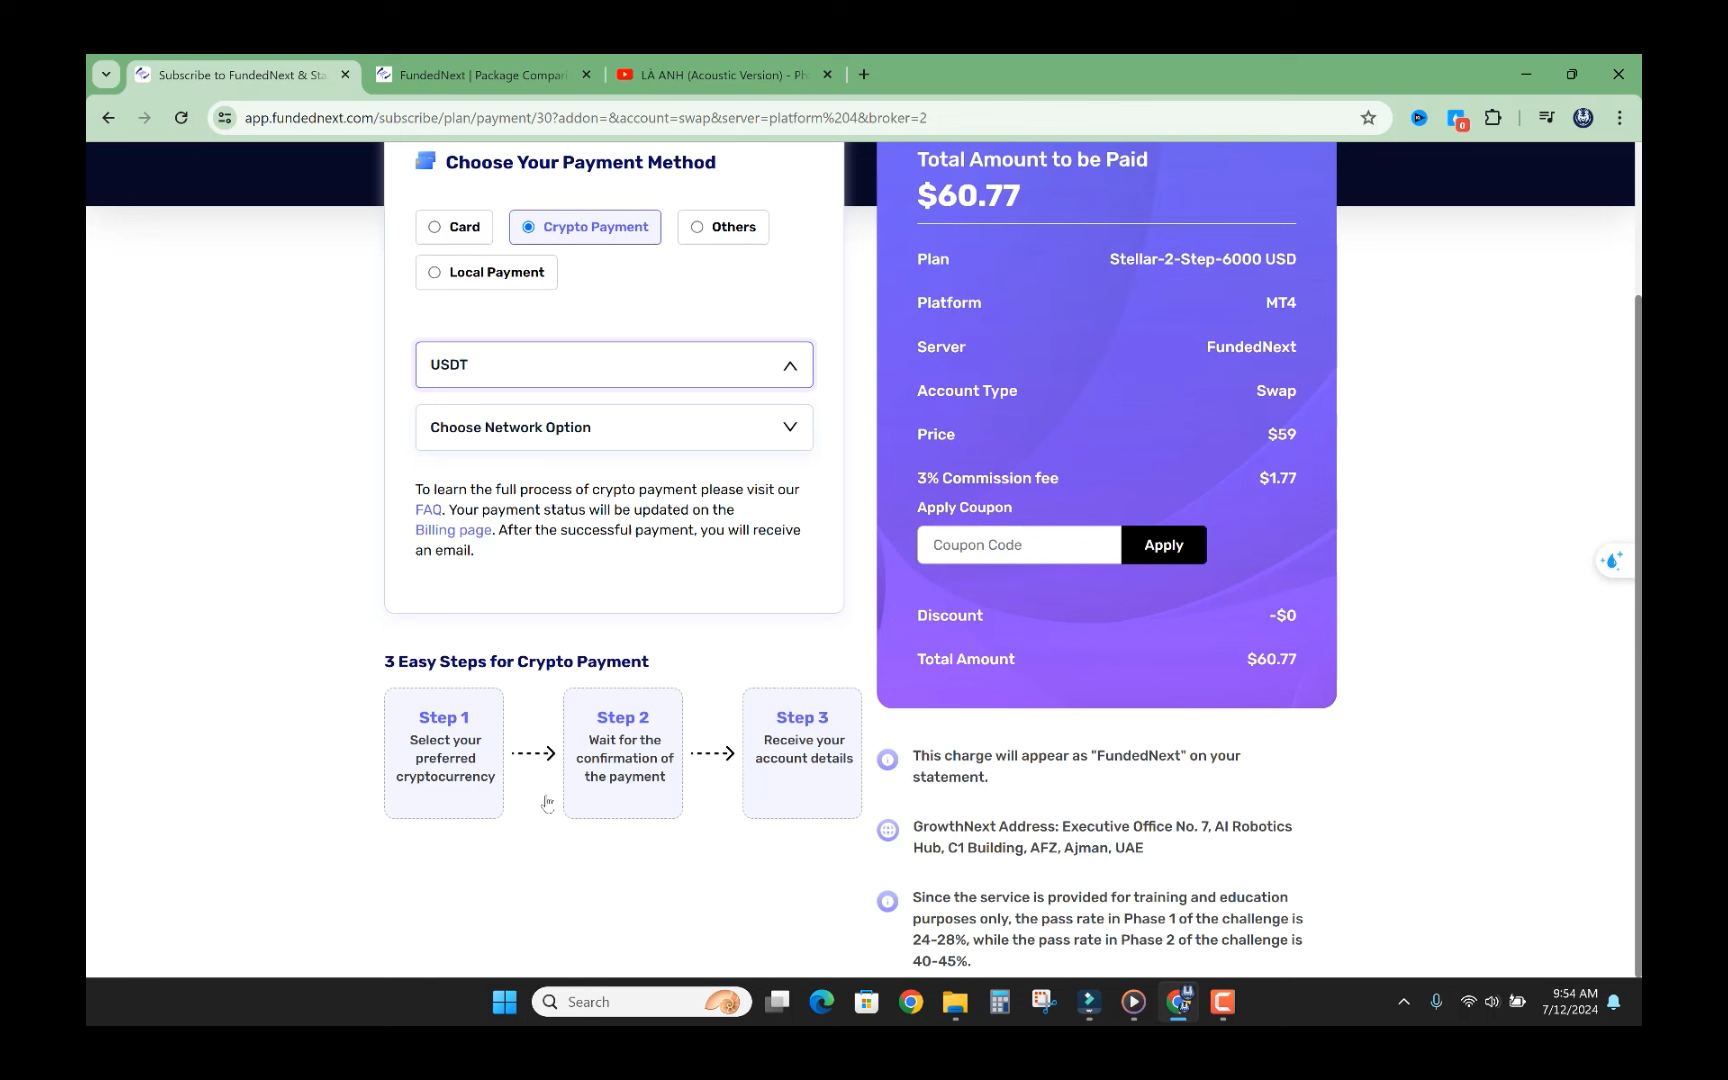 Subscribe to FundedNext & Sta
FundedNext | Package Compari
LÀ ANH (Acoustic Version) - Ph
app.fundednext.com/subscribe/plan/payment/30?addon=&account=swap&server=platform%204&broker=2
0
Choose Your Payment Method
Card
Crypto Payment
Others
Local Payment
USDT
Choose Network Option
To learn the full process of crypto payment please visit our
FAQ. Your payment status will be updated on the
Billing page. After the successful payment, you will receive
an email.
3 Easy Steps for Crypto Payment
Step 1
Select your
preferred
cryptocurrency
Step 2
Wait for the
confirmation of
the payment
Step 3
Receive your
account details
Total Amount to be Paid
$60.77
Plan Stellar-2-Step-6000 USD
Platform MT4
Server FundedNext
Account Type Swap
Price $59
3% Commission fee $1.77
Apply Coupon
Coupon Code Apply
Discount -$0
Total Amount $60.77
This charge will appear as "FundedNext" on your
statement.
GrowthNext Address: Executive Office No. 7, AI Robotics
Hub, C1 Building, AFZ, Ajman, UAE
Since the service is provided for training and education
purposes only, the pass rate in Phase 1 of the challenge is
24-28%, while the pass rate in Phase 2 of the challenge is
40-45%.
Search
9:54 AM
7/12/2024